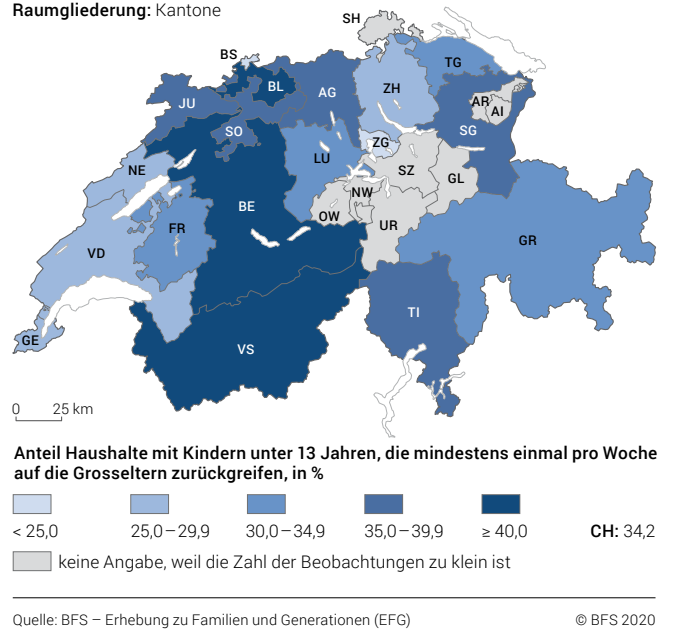 Raumgliederung: Kantone
SH
BS
TG
BL
ZH
AG
JU
AR
AI
SO
SG
ZG
LU
NE
SZ
GL
NW
BE
OW
FR
UR
GR
VD
TI
GE
VS
0 25 km
Anteil Haushalte mit Kindern unter 13 Jahren, die mindestens einmal pro Woche
auf die Grosseltern zurückgreifen, in %
< 25,0 25,0–29,9 30,0–34,9 35,0–39,9 ≥ 40,0 CH: 34,2
keine Angabe, weil die Zahl der Beobachtungen zu klein ist
Quelle: BFS – Erhebung zu Familien und Generationen (EFG) © BFS 2020